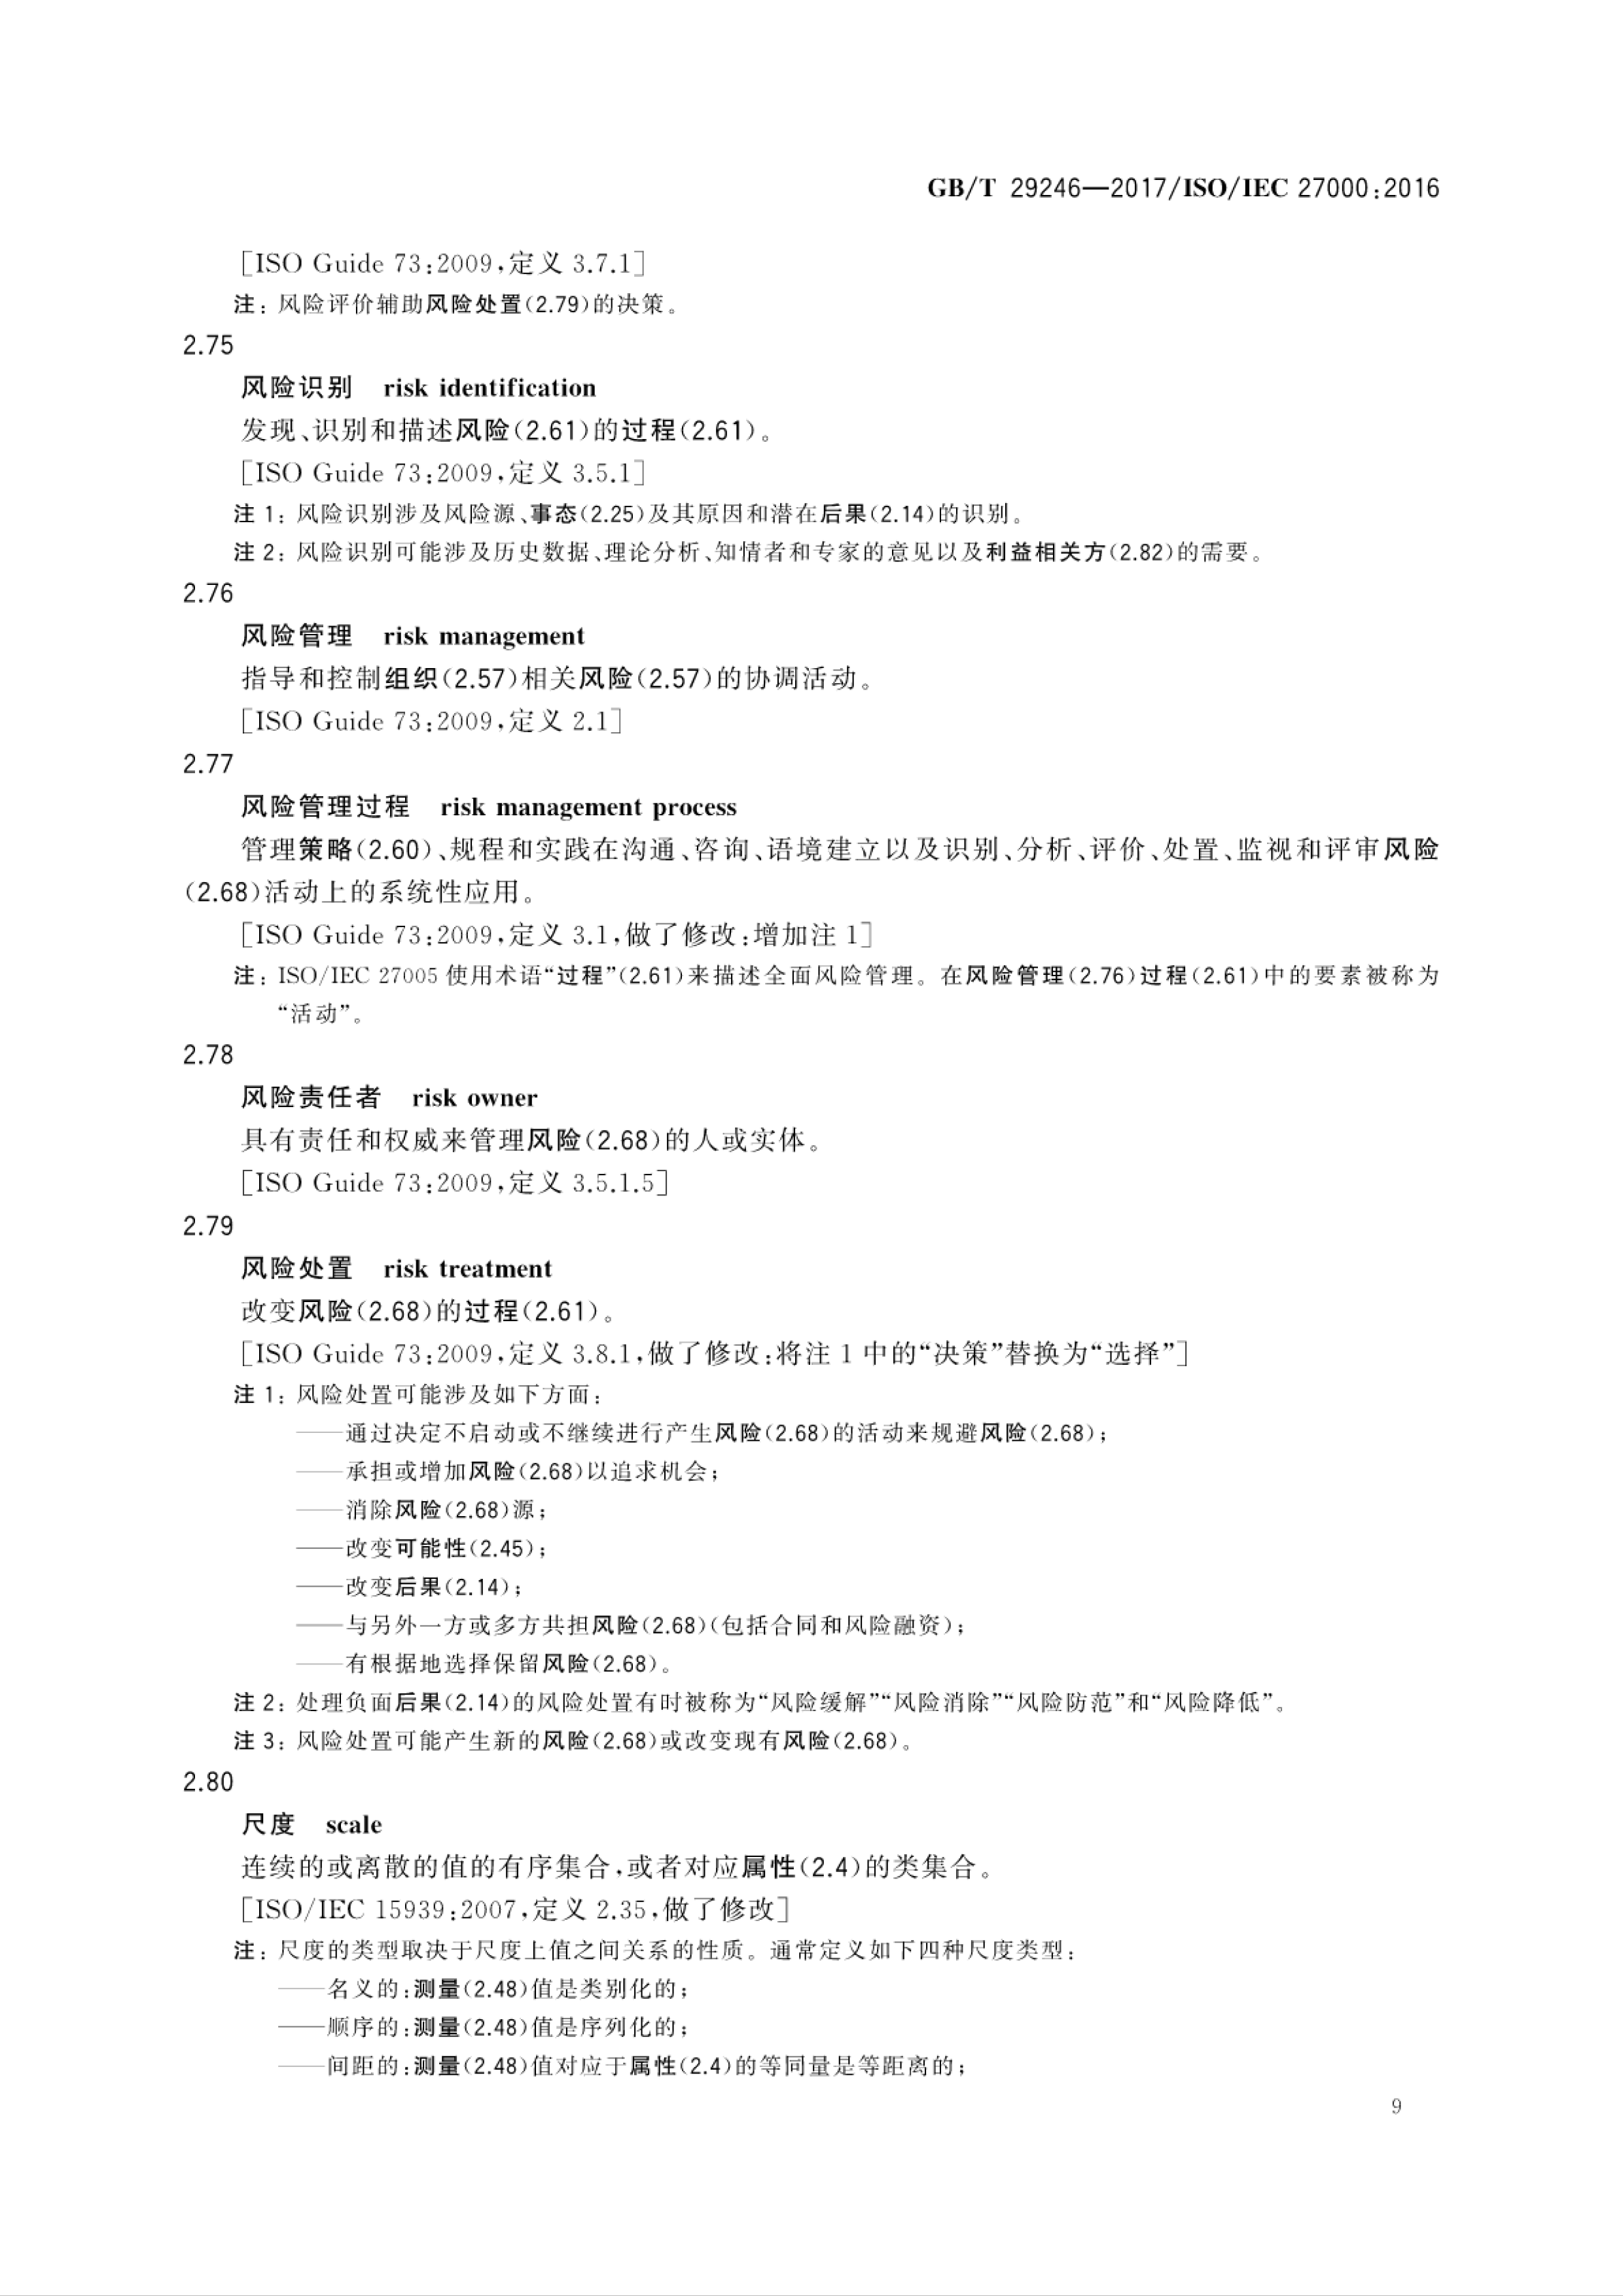 GB/T 29246—2017/ISO/IEC 27000:2016
[ISO Guide 73:2009,定义 3.7.1]
注：风险评价辅助风险处置(2.79)的决策。
2.75
风险识别 risk identification
发现、识别和描述风险(2.61)的过程(2.61)。
[ISO Guide 73:2009,定义 3.5.1]
注 1：风险识别涉及风险源、事态(2.25)及其原因和潜在后果(2.14)的识别。
注 2：风险识别可能涉及历史数据、理论分析、知情者和专家的意见以及利益相关方(2.82)的需要。
2.76
风险管理 risk management
指导和控制组织(2.57)相关风险(2.57)的协调活动。
[ISO Guide 73:2009,定义 2.1]
2.77
风险管理过程 risk management process
管理策略(2.60)、规程和实践在沟通、咨询、语境建立以及识别、分析、评价、处置、监视和评审风险
(2.68)活动上的系统性应用。
[ISO Guide 73:2009,定义 3.1,做了修改:增加注 1]
注：ISO/IEC 27005 使用术语“过程”(2.61)来描述全面风险管理。在风险管理(2.76)过程(2.61)中的要素被称为
“活动”。
2.78
风险责任者 risk owner
具有责任和权威来管理风险(2.68)的人或实体。
[ISO Guide 73:2009,定义 3.5.1.5]
2.79
风险处置 risk treatment
改变风险(2.68)的过程(2.61)。
[ISO Guide 73:2009,定义 3.8.1,做了修改:将注 1 中的“决策”替换为“选择”]
注 1：风险处置可能涉及如下方面：
——通过决定不启动或不继续进行产生风险(2.68)的活动来规避风险(2.68)；
——承担或增加风险(2.68)以追求机会；
——消除风险(2.68)源；
——改变可能性(2.45)；
——改变后果(2.14)；
——与另外一方或多方共担风险(2.68)(包括合同和风险融资)；
——有根据地选择保留风险(2.68)。
注 2：处理负面后果(2.14)的风险处置有时被称为“风险缓解”“风险消除”“风险防范”和“风险降低”。
注 3：风险处置可能产生新的风险(2.68)或改变现有风险(2.68)。
2.80
尺度 scale
连续的或离散的值的有序集合,或者对应属性(2.4)的类集合。
[ISO/IEC 15939:2007,定义 2.35,做了修改]
注：尺度的类型取决于尺度上值之间关系的性质。通常定义如下四种尺度类型：
——名义的:测量(2.48)值是类别化的；
——顺序的:测量(2.48)值是序列化的；
——间距的:测量(2.48)值对应于属性(2.4)的等同量是等距离的；
9